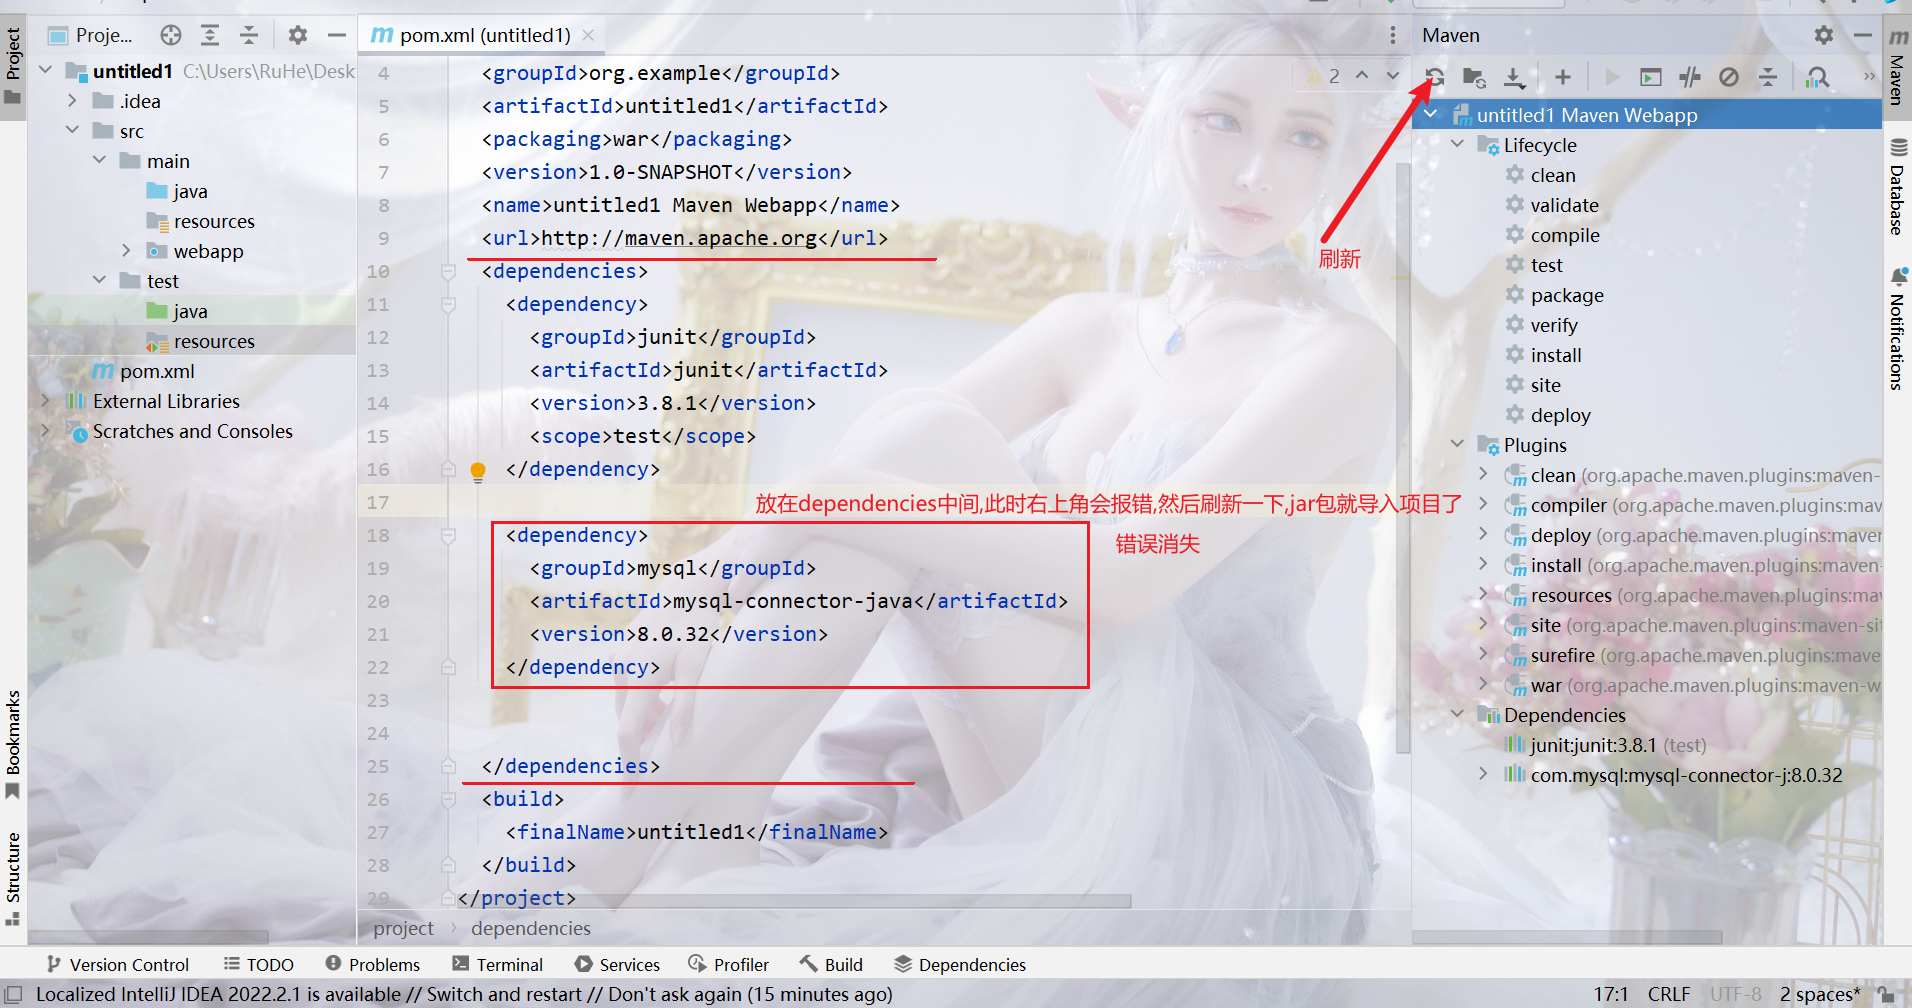 Project
Proje...
untitled1 C:\Users\RuHe\Desk
.idea
src
main
java
resources
webapp
test
java
resources
pom.xml
External Libraries
Scratches and Consoles
Bookmarks
Structure
pom.xml (untitled1)
2
4 <groupId>org.example</groupId>
5 <artifactId>untitled1</artifactId>
6 <packaging>war</packaging>
7 <version>1.0-SNAPSHOT</version>
8 <name>untitled1 Maven Webapp</name>
9 <url>http://maven.apache.org</url>
10 <dependencies>
11 <dependency>
12 <groupId>junit</groupId>
13 <artifactId>junit</artifactId>
14 <version>3.8.1</version>
15 <scope>test</scope>
16 </dependency>
17
18 <dependency>
19 <groupId>mysql</groupId>
20 <artifactId>mysql-connector-java</artifactId>
21 <version>8.0.32</version>
22 </dependency>
23
24
25 </dependencies>
26 <build>
27 <finalName>untitled1</finalName>
28 </build>
29 </project>
刷新
放在dependencies中间,此时右上角会报错,然后刷新一下,jar包就导入项目了
错误消失
project › dependencies
Maven
untitled1 Maven Webapp
Lifecycle
clean
validate
compile
test
package
verify
install
site
deploy
Plugins
clean (org.apache.maven.plugins:maven-
compiler (org.apache.maven.plugins:mav
deploy (org.apache.maven.plugins:maver
install (org.apache.maven.plugins:maven-
resources (org.apache.maven.plugins:mav
site (org.apache.maven.plugins:maven-sit
surefire (org.apache.maven.plugins:mave
war (org.apache.maven.plugins:maven-w
Dependencies
junit:junit:3.8.1 (test)
com.mysql:mysql-connector-j:8.0.32
Maven
Database
Notifications
Version Control TODO Problems Terminal Services Profiler Build Dependencies
Localized IntelliJ IDEA 2022.2.1 is available // Switch and restart // Don't ask again (15 minutes ago) 17:1 CRLF UTF-8 2 spaces*